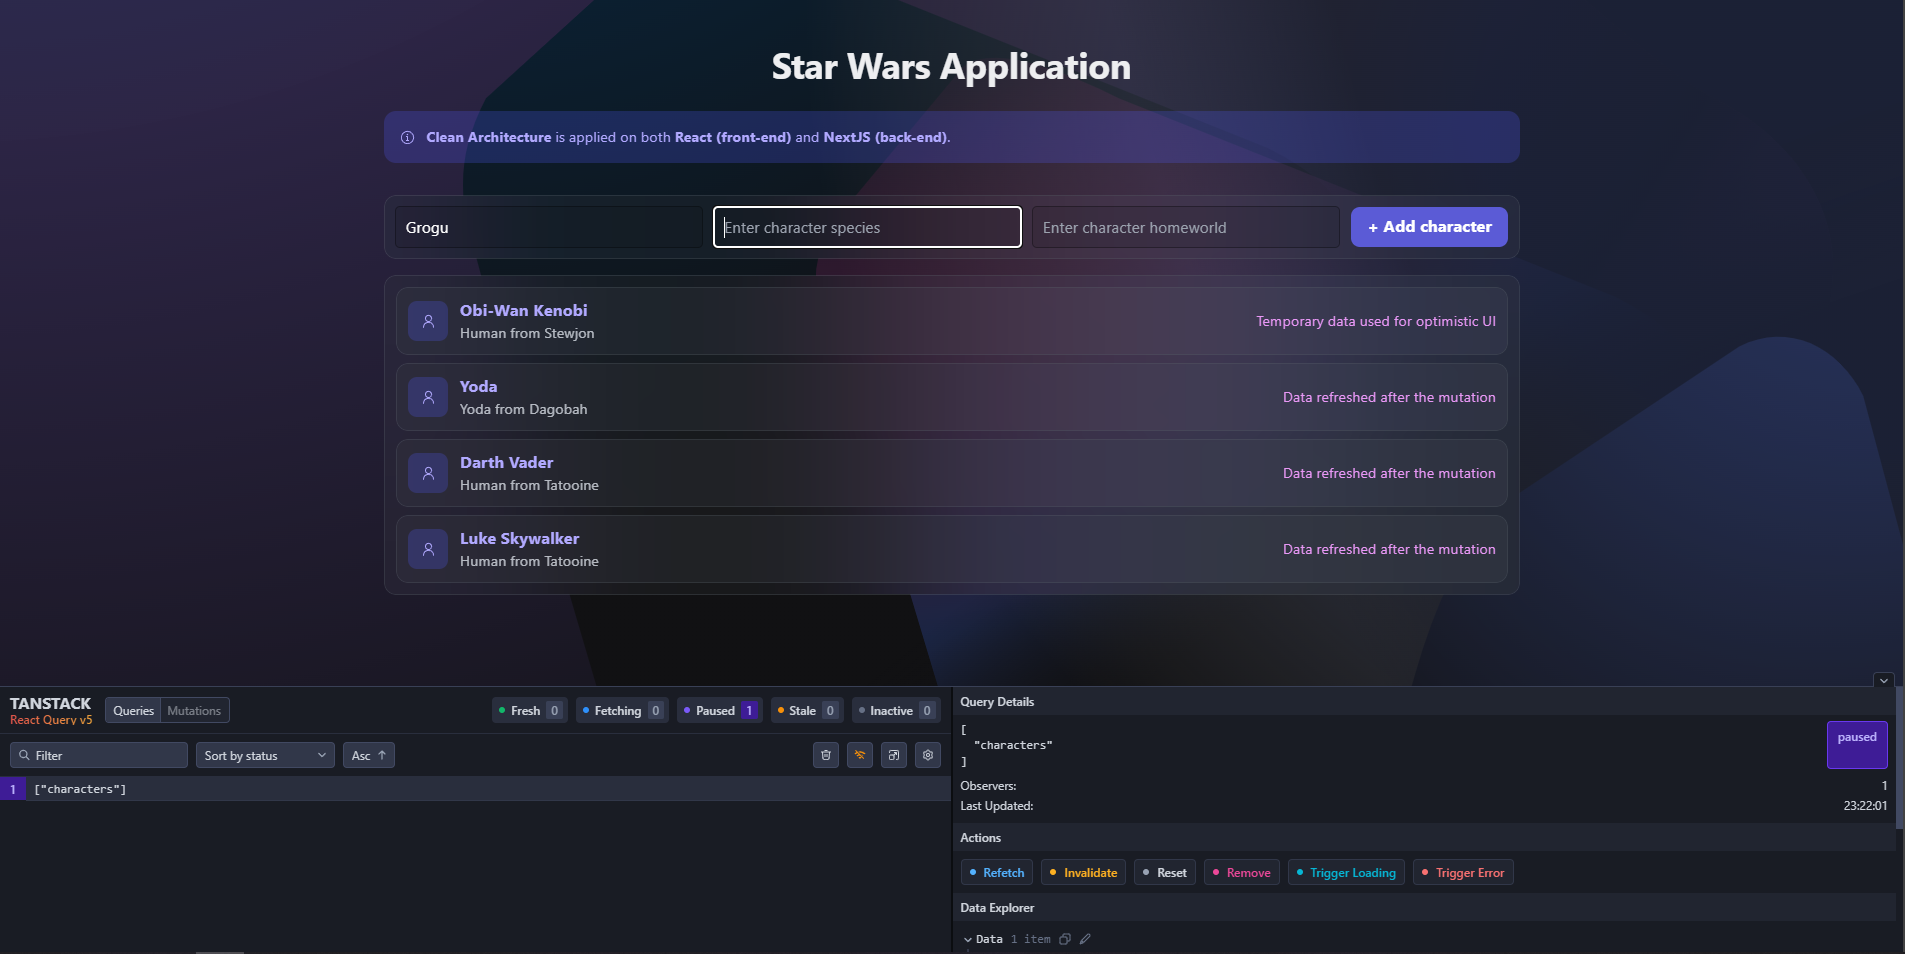 Star Wars Application
Clean Architecture is applied on both React (front-end) and NextJS (back-end).
Grogu
Enter character species
Enter character homeworld
+ Add character
Obi-Wan Kenobi
Human from Stewjon
Temporary data used for optimistic UI
Yoda
Yoda from Dagobah
Data refreshed after the mutation
Darth Vader
Human from Tatooine
Data refreshed after the mutation
Luke Skywalker
Human from Tatooine
Data refreshed after the mutation
TANSTACK
React Query v5
Queries
Mutations
Fresh 0
Fetching 0
Paused 1
Stale 0
Inactive 0
Filter
Sort by status
Asc ↑
1 ["characters"]
Query Details
[
"characters"
]
paused
Observers: 1
Last Updated: 23:22:01
Actions
Refetch
Invalidate
Reset
Remove
Trigger Loading
Trigger Error
Data Explorer
Data 1 item